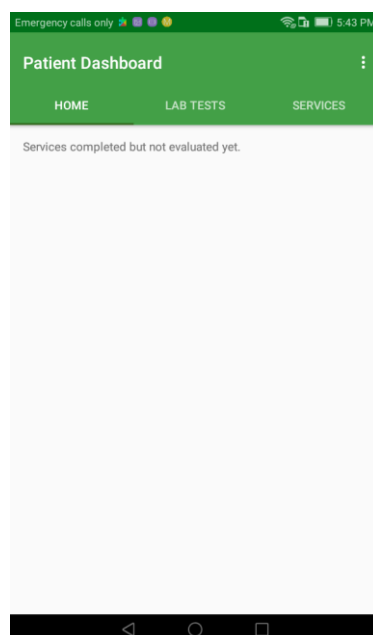 Emergency calls only 5:43 PM
Patient Dashboard
HOME LAB TESTS SERVICES
Services completed but not evaluated yet.